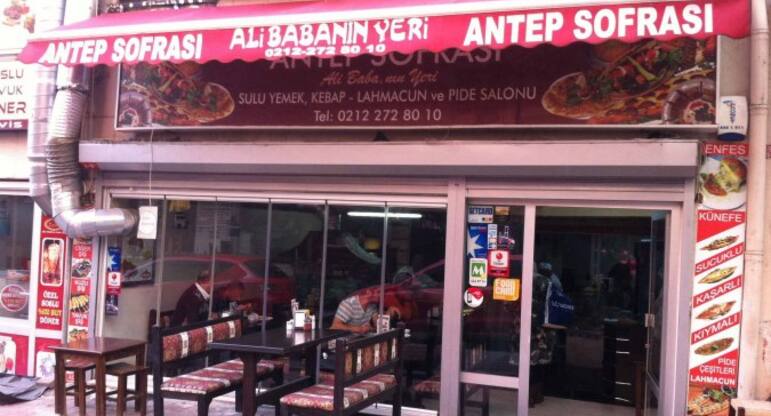 ANTEP SOFRASI
ALİ BABANIN YERİ
0212-272 80 10
ANTEP SOFRASI
ANTEP SOFRASI
Ali Baba,nın Yeri
SULU YEMEK, KEBAP - LAHMACUN ve PIDE SALONU
Tel: 0212 272 80 10
ENFES
KÜNEFE
SUCUKLU
KAŞARLI
KIYMALI
PİDE
ÇEŞİTLERİ
LAHMACUN
ÖZEL
SOSLU
DÖNER